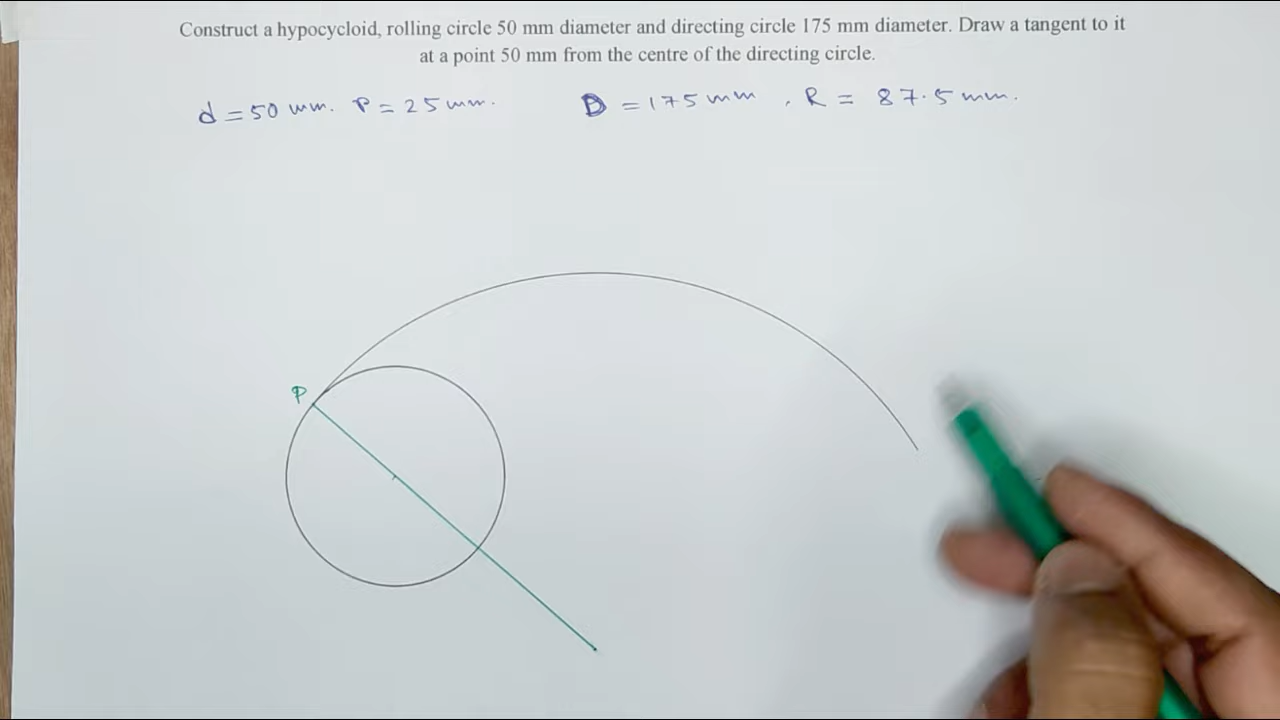 Construct a hypocycloid, rolling circle 50 mm diameter and directing circle 175 mm diameter. Draw a tangent to it
at a point 50 mm from the centre of the directing circle.
d = 50 mm. r = 25 mm. D = 175 mm , R = 87.5 mm.
P